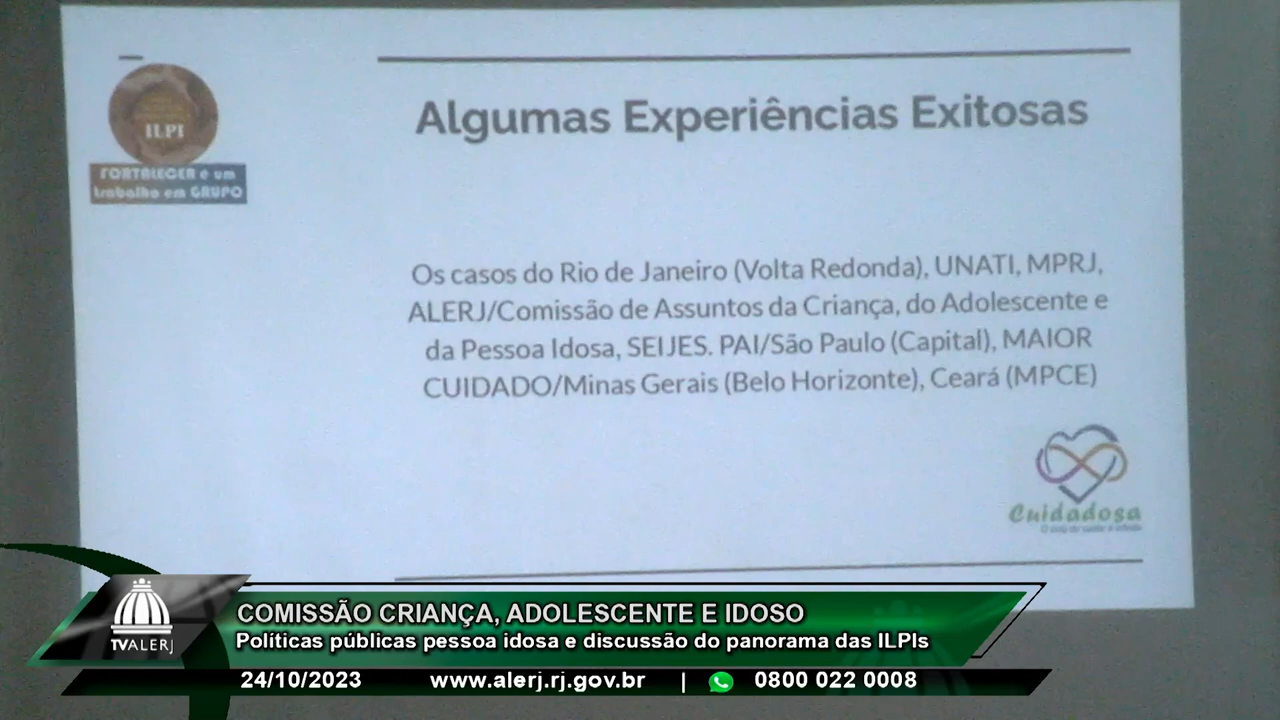 ILPI
FORTALECER é um
trabalho em GRUPO
Algumas Experiências Exitosas
Os casos do Rio de Janeiro (Volta Redonda), UNATI, MPRJ,
ALERJ/Comissão de Assuntos da Criança, do Adolescente e
da Pessoa Idosa, SEIJES. PAI/São Paulo (Capital), MAIOR
CUIDADO/Minas Gerais (Belo Horizonte), Ceará (MPCE)
Cuidadosa
TVALERJ
COMISSÃO CRIANÇA, ADOLESCENTE E IDOSO
Políticas públicas pessoa idosa e discussão do panorama das ILPIs
24/10/2023 www.alerj.rj.gov.br | 0800 022 0008